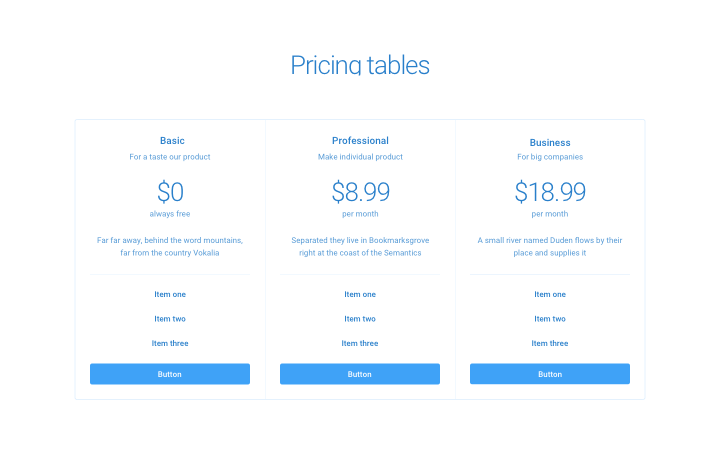 Pricing tables
Basic
For a taste our product
$0
always free
Far far away, behind the word mountains,
far from the country Vokalia
Item one
Item two
Item three
Button
Professional
Make individual product
$8.99
per month
Separated they live in Bookmarksgrove
right at the coast of the Semantics
Item one
Item two
Item three
Button
Business
For big companies
$18.99
per month
A small river named Duden flows by their
place and supplies it
Item one
Item two
Item three
Button